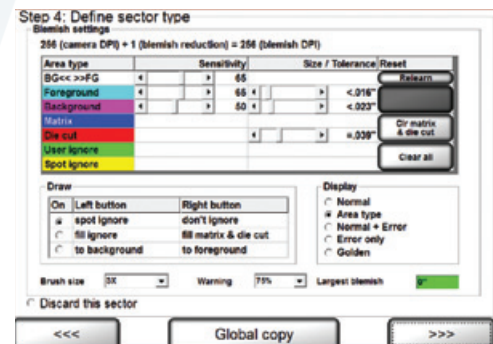 Step 4: Define sector type
Blemish settings
256 (camera DPI) ÷ 1 (blemish reduction) = 256 (blemish DPI)
Area type Sensitivity Size / Tolerance Reset
BG<< >>FG 65 Relearn
Foreground 65 <.016"
Background 50 <.023"
Matrix Clr matrix
Die cut =.039" & die cut
User ignore Clear all
Spot ignore
Draw
On Left button Right button
spot ignore don't ignore
fill ignore fill matrix & die cut
to background to foreground
Display
Normal
Area type
Normal + Error
Error only
Golden
Brush size 5X Warning 75% Largest blemish 0"
Discard this sector
<<< Global copy >>>